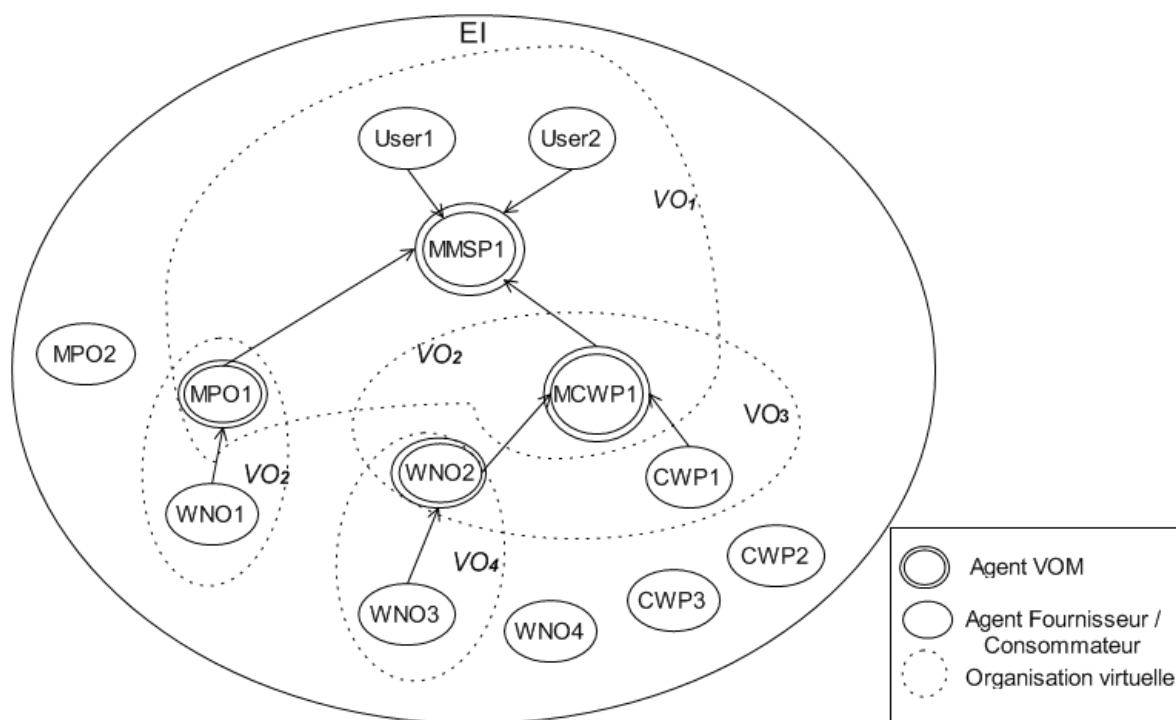 EI
User1
User2
VO1
MMSP1
MPO2
VO2
MPO1
MCWP1
VO3
WNO2
CWP1
VO2
WNO1
CWP2
VO4
WNO3
CWP3
WNO4
Agent VOM
Agent Fournisseur /
Consommateur
Organisation virtuelle